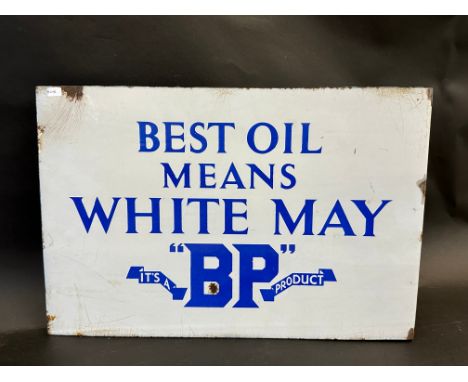 BEST OIL
MEANS
WHITE MAY
"BP"
IT'S A PRODUCT